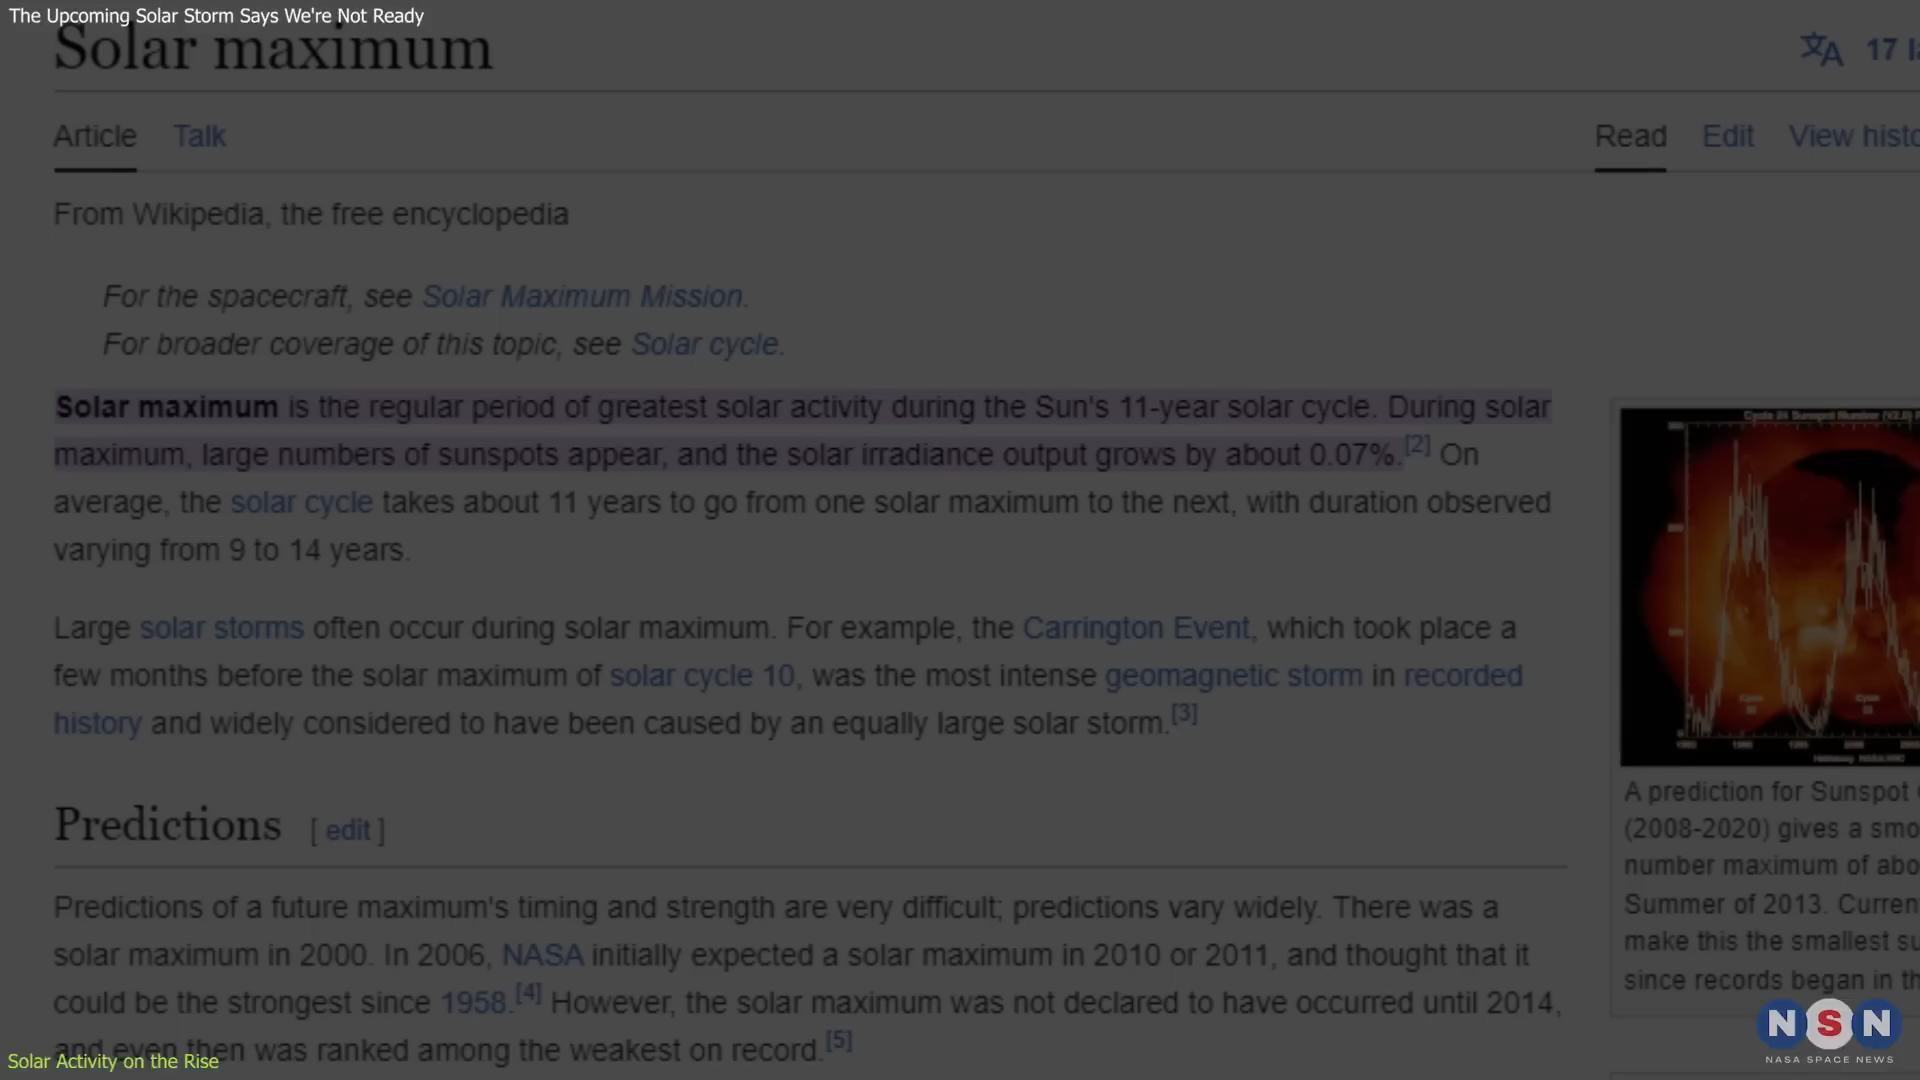 The Upcoming Solar Storm Says We're Not Ready
Solar maximum
17
Article Talk
Read Edit View
From Wikipedia, the free encyclopedia
For the spacecraft, see Solar Maximum Mission.
For broader coverage of this topic, see Solar cycle.
Solar maximum is the regular period of greatest solar activity during the Sun's 11-year solar cycle. During solar
maximum, large numbers of sunspots appear, and the solar irradiance output grows by about 0.07%.[2] On
average, the solar cycle takes about 11 years to go from one solar maximum to the next, with duration observed
varying from 9 to 14 years.
Large solar storms often occur during solar maximum. For example, the Carrington Event, which took place a
few months before the solar maximum of solar cycle 10, was the most intense geomagnetic storm in recorded
history and widely considered to have been caused by an equally large solar storm.[3]
Predictions [ edit ]
Predictions of a future maximum's timing and strength are very difficult; predictions vary widely. There was a
solar maximum in 2000. In 2006, NASA initially expected a solar maximum in 2010 or 2011, and thought that it
could be the strongest since 1958.[4] However, the solar maximum was not declared to have occurred until 2014,
and even then was ranked among the weakest on record.[5]
A prediction for Sunspot
(2008-2020) gives a
number maximum of
Summer of 2013.
make this the smallest
since records began in
NSN
NASA SPACE NEWS
Solar Activity on the Rise